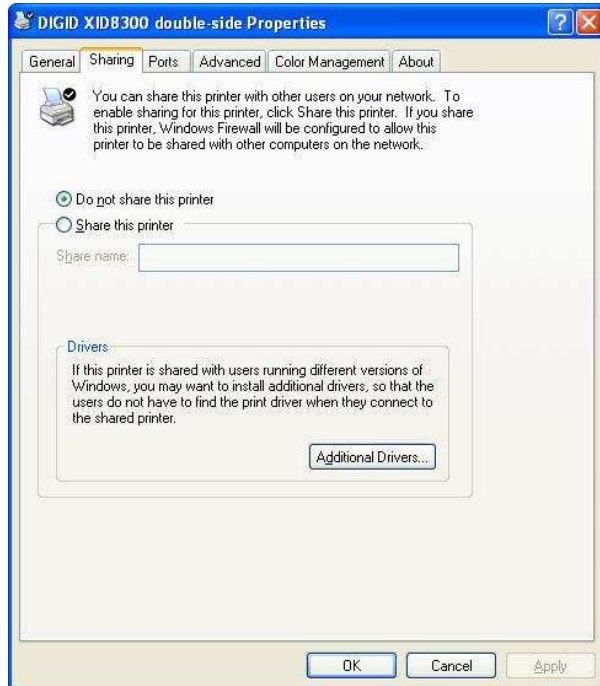 DIGID XID8300 double-side Properties
General Sharing Ports Advanced Color Management About
You can share this printer with other users on your network. To
enable sharing for this printer, click Share this printer. If you share
this printer, Windows Firewall will be configured to allow this
printer to be shared with other computers on the network.
Do not share this printer
Share this printer
Share name:
Drivers
If this printer is shared with users running different versions of
Windows, you may want to install additional drivers, so that the
users do not have to find the print driver when they connect to
the shared printer.
Additional Drivers...
OK Cancel Apply